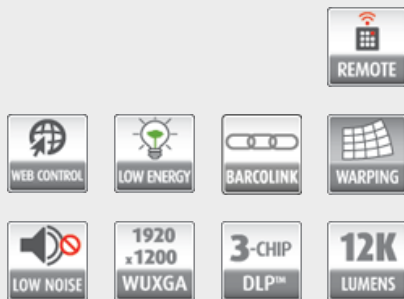 REMOTE
WEB CONTROL
LOW ENERGY
BARCOLINK
WARPING
LOW NOISE
1920
x1200
WUXGA
3-CHIP
DLP™
12K
LUMENS